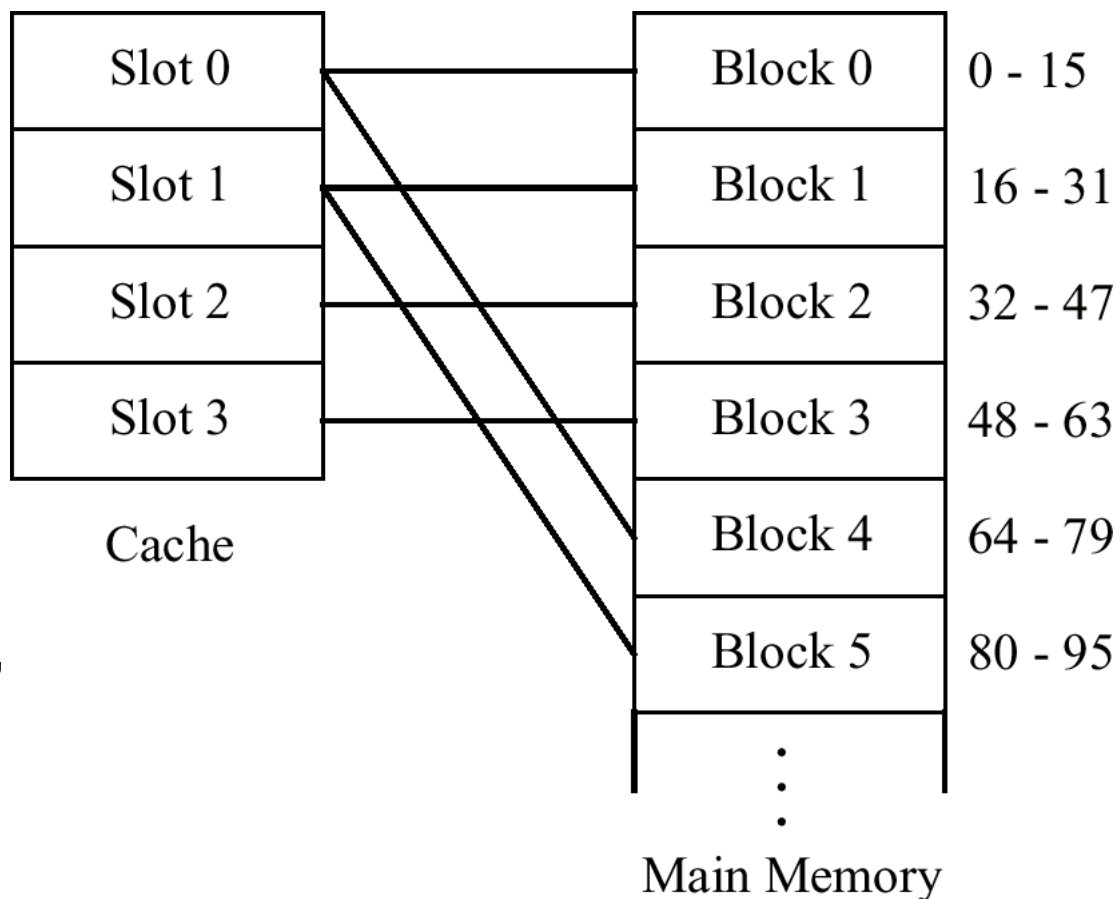 Slot 0
Block 0
0 - 15
Slot 1
Block 1
16 - 31
Slot 2
Block 2
32 - 47
Slot 3
Block 3
48 - 63
Cache
Block 4
64 - 79
Block 5
80 - 95
Main Memory